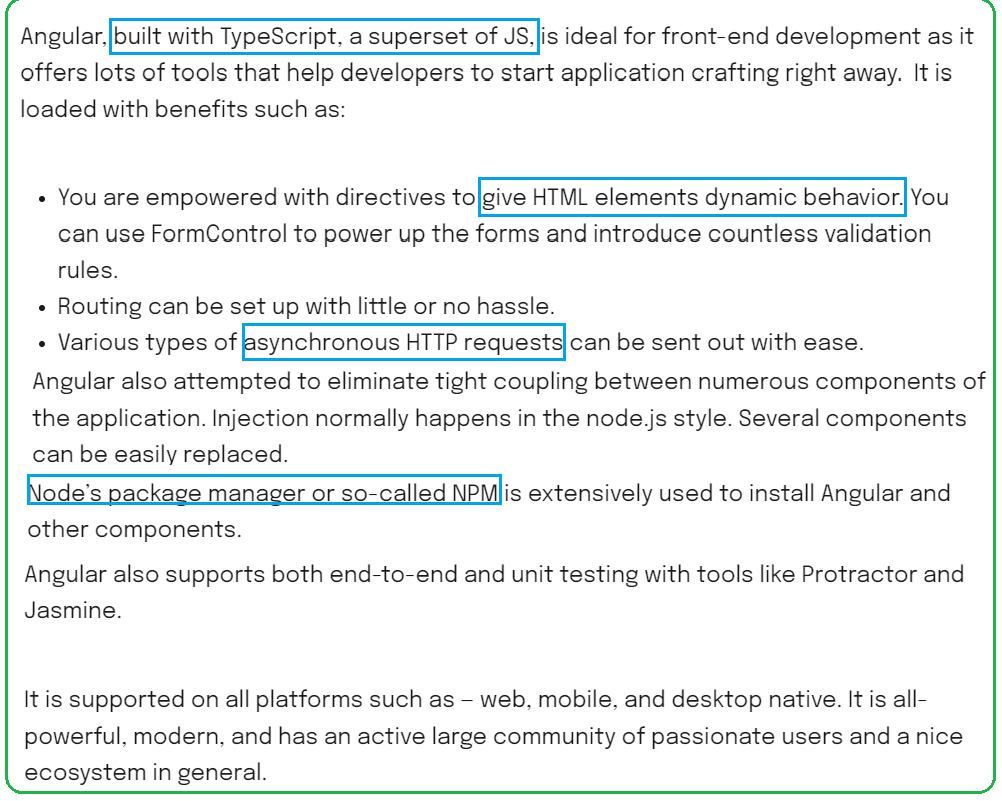 Angular, built with TypeScript, a superset of JS, is ideal for front-end development as it
offers lots of tools that help developers to start application crafting right away. It is
loaded with benefits such as:
• You are empowered with directives to give HTML elements dynamic behavior. You
can use FormControl to power up the forms and introduce countless validation
rules.
• Routing can be set up with little or no hassle.
• Various types of asynchronous HTTP requests can be sent out with ease.
Angular also attempted to eliminate tight coupling between numerous components of
the application. Injection normally happens in the node.js style. Several components
can be easily replaced.
Node’s package manager or so-called NPM is extensively used to install Angular and
other components.
Angular also supports both end-to-end and unit testing with tools like Protractor and
Jasmine.
It is supported on all platforms such as – web, mobile, and desktop native. It is all-
powerful, modern, and has an active large community of passionate users and a nice
ecosystem in general.